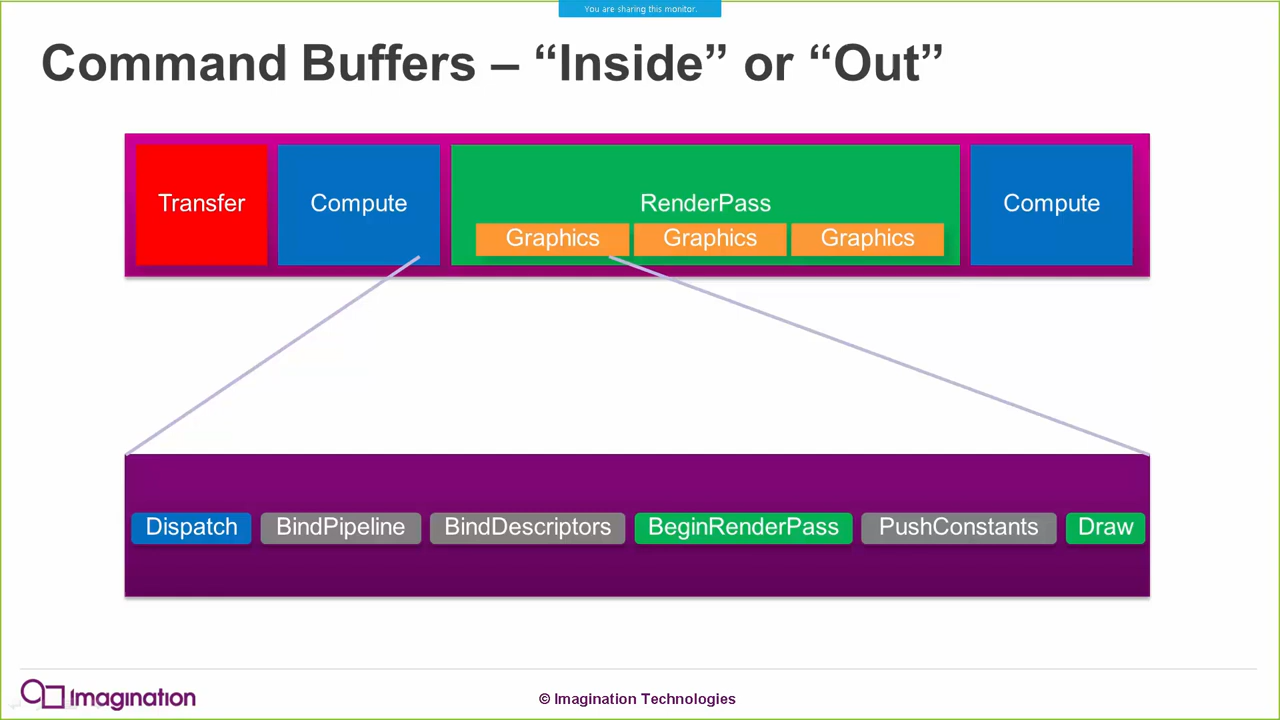 You are sharing this monitor.
Command Buffers – “Inside” or “Out”
Transfer
Compute
RenderPass
Graphics
Graphics
Graphics
Compute
Dispatch
BindPipeline
BindDescriptors
BeginRenderPass
PushConstants
Draw
Imagination
© Imagination Technologies